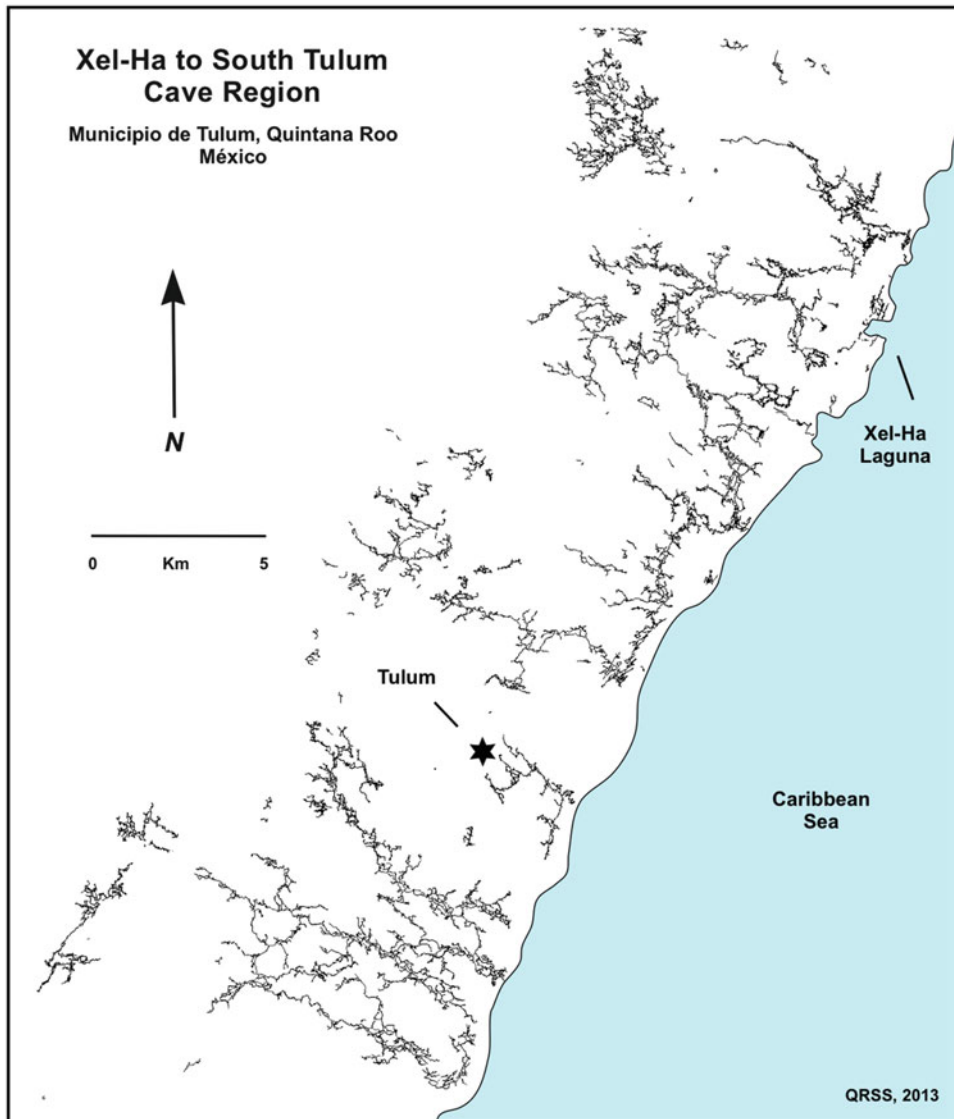 Xel-Ha to South Tulum
Cave Region
Municipio de Tulum, Quintana Roo
México
N
0 Km 5
Xel-Ha
Laguna
Tulum
Caribbean
Sea
QRSS, 2013